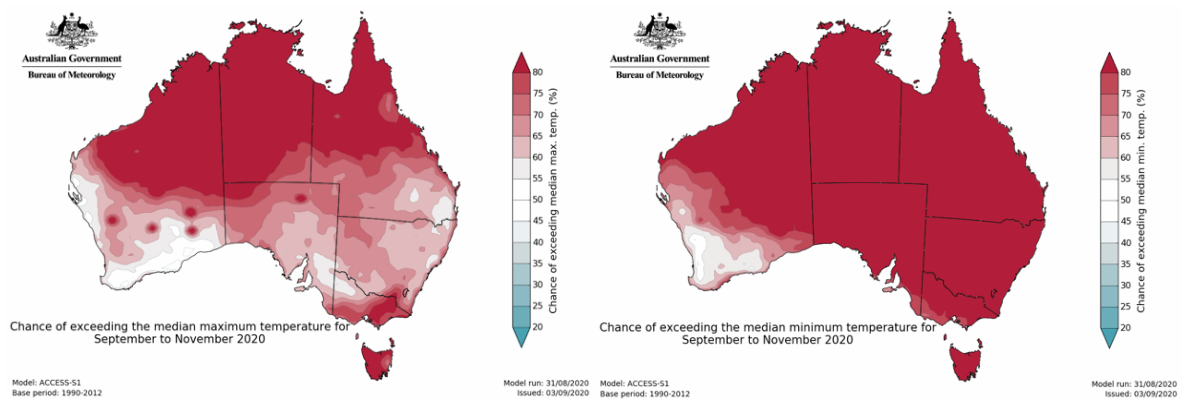 Australian Government
Bureau of Meteorology
80
75
70
65
60
55
50
45
40
35
30
25
20
Chance of exceeding median max. temp. (%)
Chance of exceeding the median maximum temperature for
September to November 2020
Model: ACCESS-S1
Base period: 1990-2012
Model run: 31/08/2020
Issued: 03/09/2020
Australian Government
Bureau of Meteorology
80
75
70
65
60
55
50
45
40
35
30
25
20
Chance of exceeding median min. temp. (%)
Chance of exceeding the median minimum temperature for
September to November 2020
Model: ACCESS-S1
Base period: 1990-2012
Model run: 31/08/2020
Issued: 03/09/2020